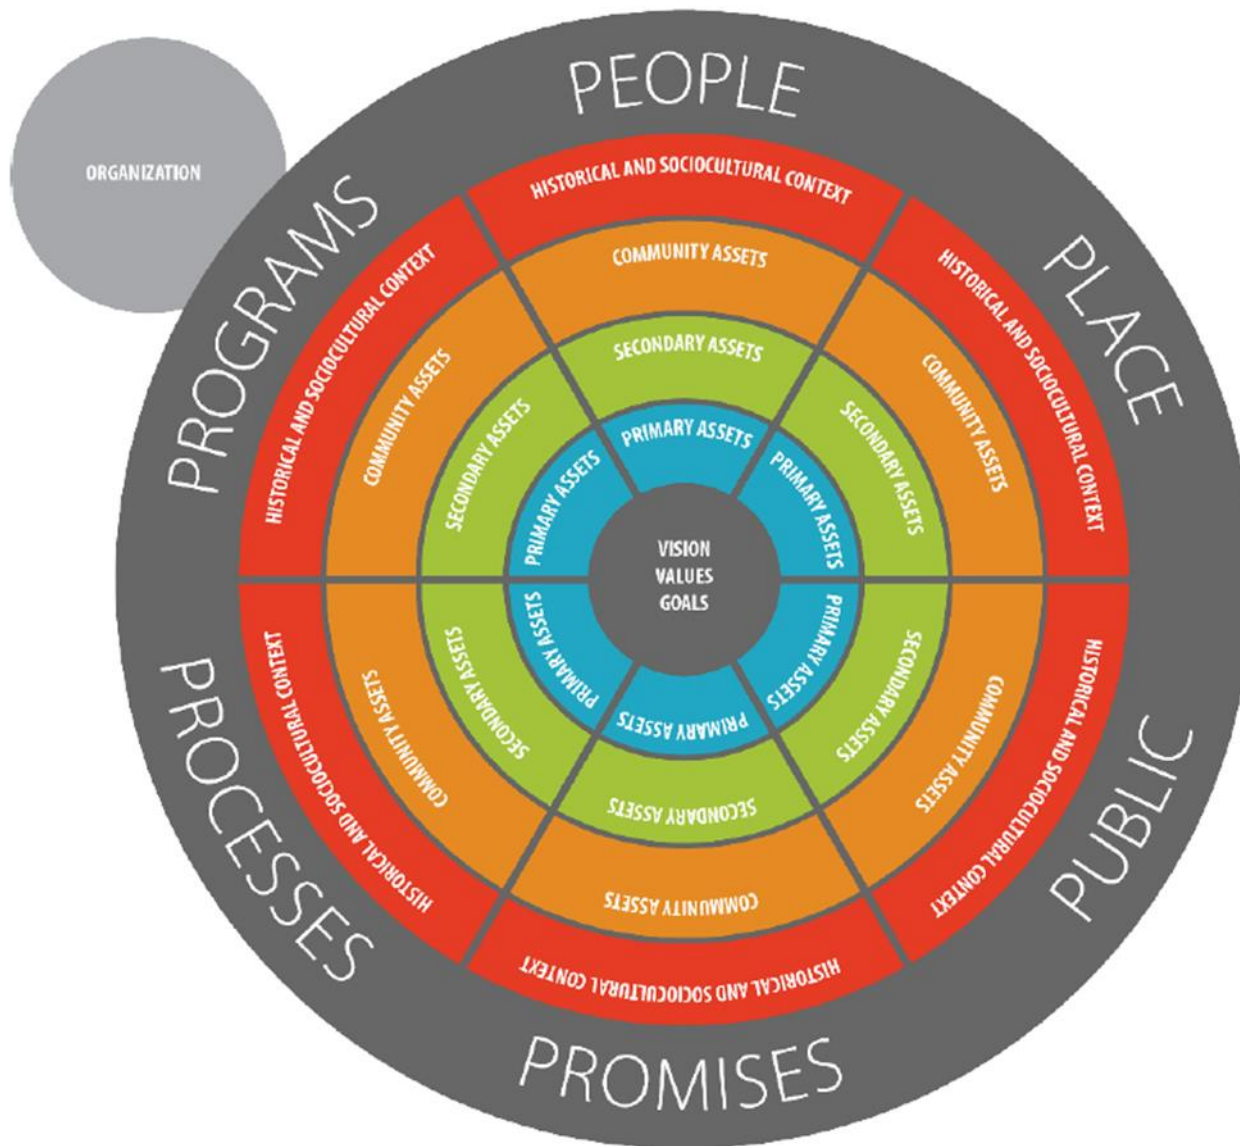 ORGANIZATION
PEOPLE
HISTORICAL AND SOCIOCULTURAL CONTEXT
COMMUNITY ASSETS
SECONDARY ASSETS
PRIMARY ASSETS
PLACE
HISTORICAL AND SOCIOCULTURAL CONTEXT
COMMUNITY ASSETS
SECONDARY ASSETS
PRIMARY ASSETS
PUBLIC
HISTORICAL AND SOCIOCULTURAL CONTEXT
COMMUNITY ASSETS
SECONDARY ASSETS
PRIMARY ASSETS
PROMISES
HISTORICAL AND SOCIOCULTURAL CONTEXT
COMMUNITY ASSETS
SECONDARY ASSETS
PRIMARY ASSETS
PROCESSES
HISTORICAL AND SOCIOCULTURAL CONTEXT
COMMUNITY ASSETS
SECONDARY ASSETS
PRIMARY ASSETS
PROGRAMS
HISTORICAL AND SOCIOCULTURAL CONTEXT
COMMUNITY ASSETS
SECONDARY ASSETS
PRIMARY ASSETS
VISION
VALUES
GOALS